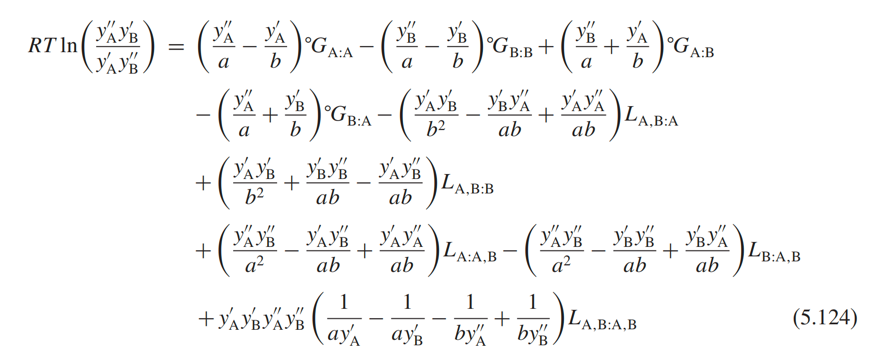 RT ln(y″_A y′_B / y′_A y″_B) = (y″_A/a − y′_A/b) °G_A:A − (y″_B/a − y′_B/b) °G_B:B + (y″_B/a + y′_A/b) °G_A:B
− (y″_A/a + y′_B/b) °G_B:A − (y′_A y′_B/b² − y′_B y″_A/ab + y′_A y″_A/ab) L_A,B:A
+ (y′_A y′_B/b² + y′_B y″_B/ab − y′_A y″_B/ab) L_A,B:B
+ (y″_A y″_B/a² − y′_A y″_B/ab + y′_A y″_A/ab) L_A:A,B − (y″_A y″_B/a² − y′_B y″_B/ab + y′_B y″_A/ab) L_B:A,B
+ y′_A y′_B y″_A y″_B (1/ay′_A − 1/ay′_B − 1/by″_A + 1/by″_B) L_A,B:A,B (5.124)